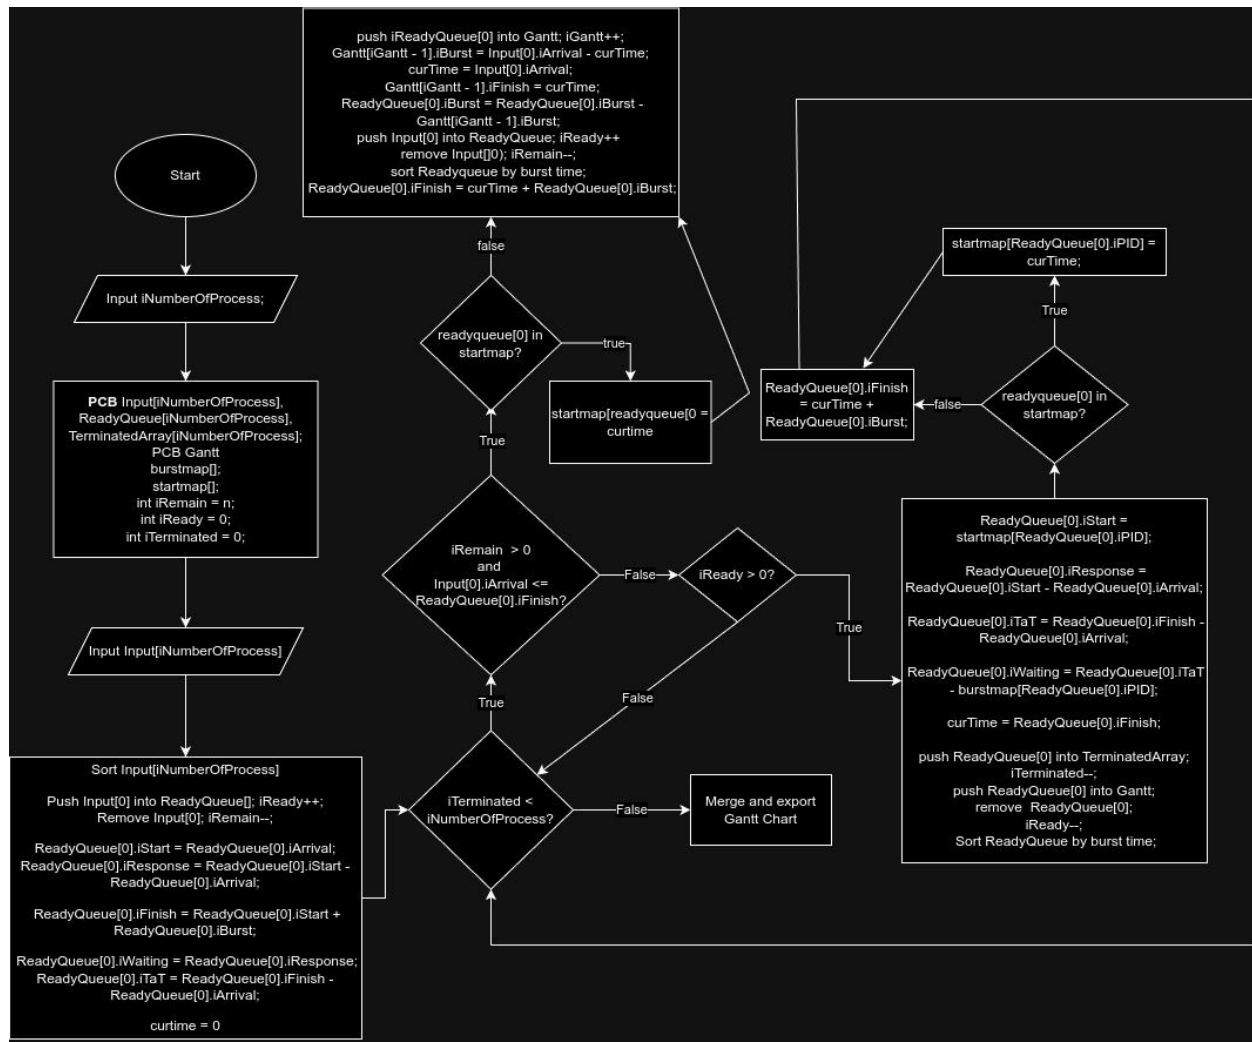 Start
Input iNumberOfProcess;
PCB Input[iNumberOfProcess],
ReadyQueue[iNumberOfProcess],
TerminatedArray[iNumberOfProcess];
PCB Gantt
burstmap[];
startmap[];
int iRemain = n;
int iReady = 0;
int iTerminated = 0;
Input Input[iNumberOfProcess]
Sort Input[iNumberOfProcess]
Push Input[0] into ReadyQueue[]; iReady++;
Remove Input[0]; iRemain--;
ReadyQueue[0].iStart = ReadyQueue[0].iArrival;
ReadyQueue[0].iResponse = ReadyQueue[0].iStart -
ReadyQueue[0].iArrival;
ReadyQueue[0].iFinish = ReadyQueue[0].iStart +
ReadyQueue[0].iBurst;
ReadyQueue[0].iWaiting = ReadyQueue[0].iResponse;
ReadyQueue[0].iTaT = ReadyQueue[0].iFinish -
ReadyQueue[0].iArrival;
curtime = 0
iTerminated <
iNumberOfProcess?
False
Merge and export
Gantt Chart
True
iRemain > 0
and
Input[0].iArrival <=
ReadyQueue[0].iFinish?
True
readyqueue[0] in
startmap?
true
startmap[readyqueue[0 =
curtime
false
push iReadyQueue[0] into Gantt; iGantt++;
Gantt[iGantt - 1].iBurst = Input[0].iArrival - curTime;
curTime = Input[0].iArrival;
Gantt[iGantt - 1].iFinish = curTime;
ReadyQueue[0].iBurst = ReadyQueue[0].iBurst -
Gantt[iGantt - 1].iBurst;
push Input[0] into ReadyQueue; iReady++
remove Input[]0); iRemain--;
sort Readyqueue by burst time;
ReadyQueue[0].iFinish = curTime + ReadyQueue[0].iBurst;
False
iReady > 0?
False
True
ReadyQueue[0].iStart =
startmap[ReadyQueue[0].iPID];
ReadyQueue[0].iResponse =
ReadyQueue[0].iStart - ReadyQueue[0].iArrival;
ReadyQueue[0].iTaT = ReadyQueue[0].iFinish -
ReadyQueue[0].iArrival;
ReadyQueue[0].iWaiting = ReadyQueue[0].iTaT
- burstmap[ReadyQueue[0].iPID];
curTime = ReadyQueue[0].iFinish;
push ReadyQueue[0] into TerminatedArray;
iTerminated--;
push ReadyQueue[0] into Gantt;
remove ReadyQueue[0];
iReady--;
Sort ReadyQueue by burst time;
readyqueue[0] in
startmap?
True
startmap[ReadyQueue[0].iPID] =
curTime;
false
ReadyQueue[0].iFinish
= curTime +
ReadyQueue[0].iBurst;